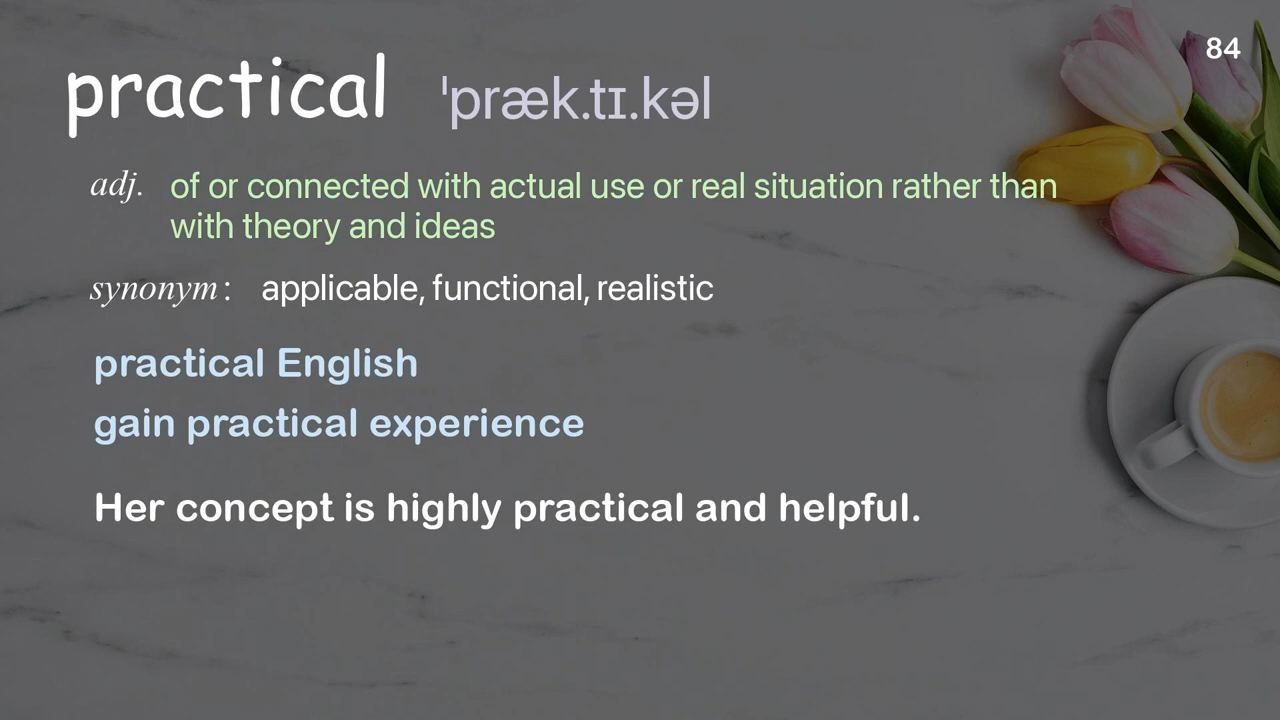 84
practical ˈpræk.tɪ.kəl
adj. of or connected with actual use or real situation rather than
with theory and ideas
synonym: applicable, functional, realistic
practical English
gain practical experience
Her concept is highly practical and helpful.